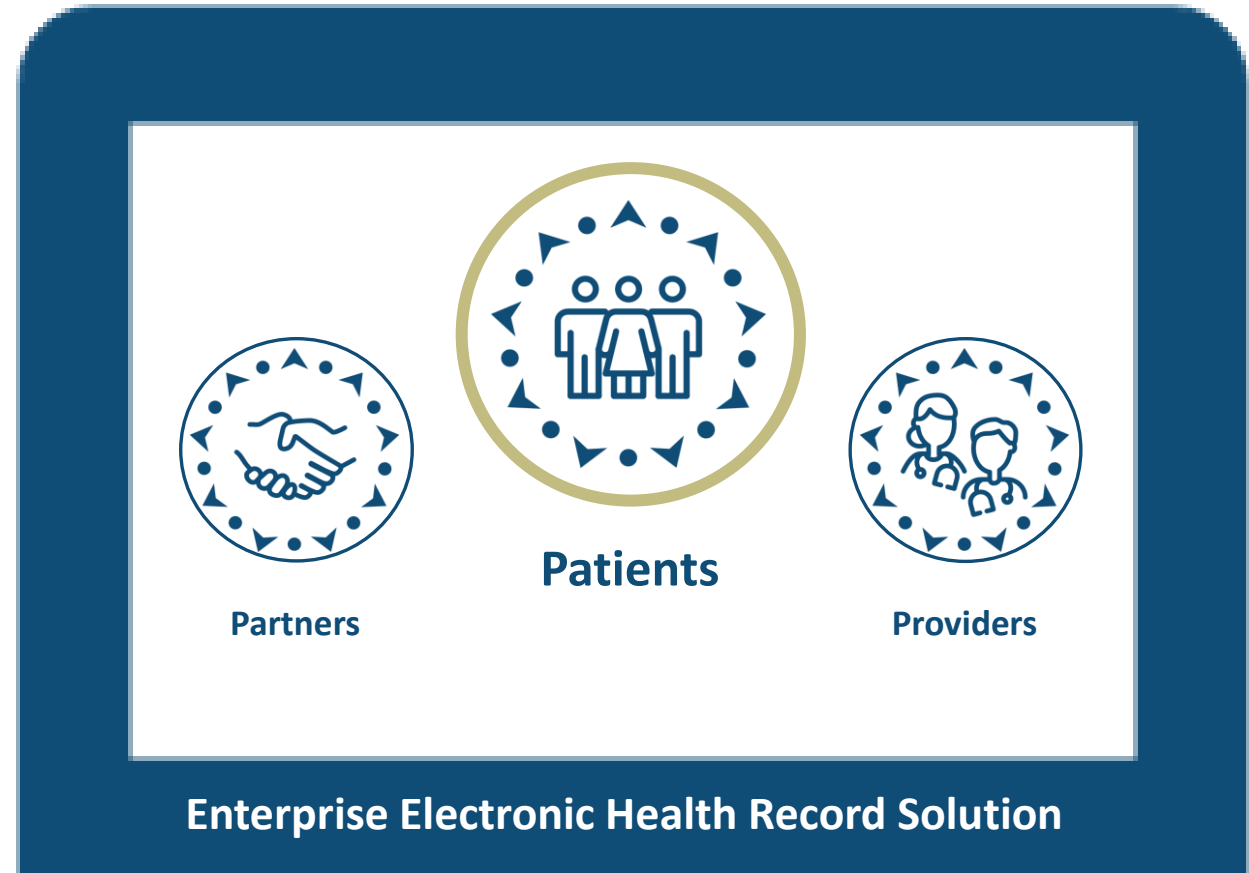 Patients
Partners
Providers
Enterprise Electronic Health Record Solution